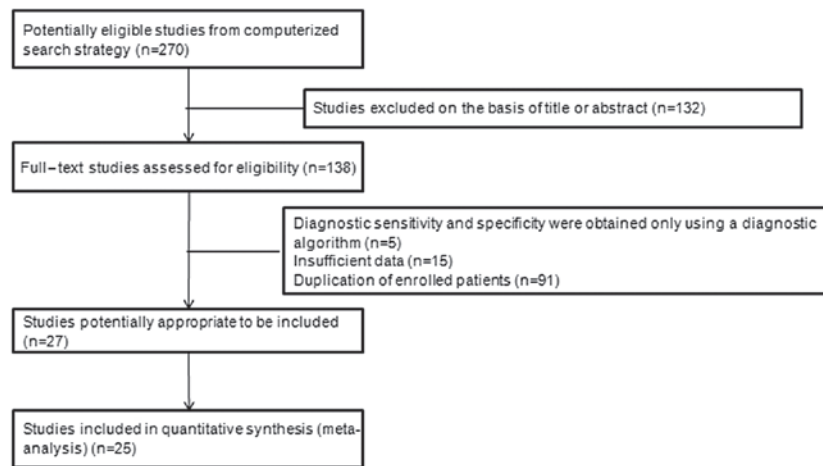 Potentially eligible studies from computerized
search strategy (n=270)
Studies excluded on the basis of title or abstract (n=132)
Full-text studies assessed for eligibility (n=138)
Diagnostic sensitivity and specificity were obtained only using a diagnostic
algorithm (n=5)
Insufficient data (n=15)
Duplication of enrolled patients (n=91)
Studies potentially appropriate to be included
(n=27)
Studies included in quantitative synthesis (meta-
analysis) (n=25)